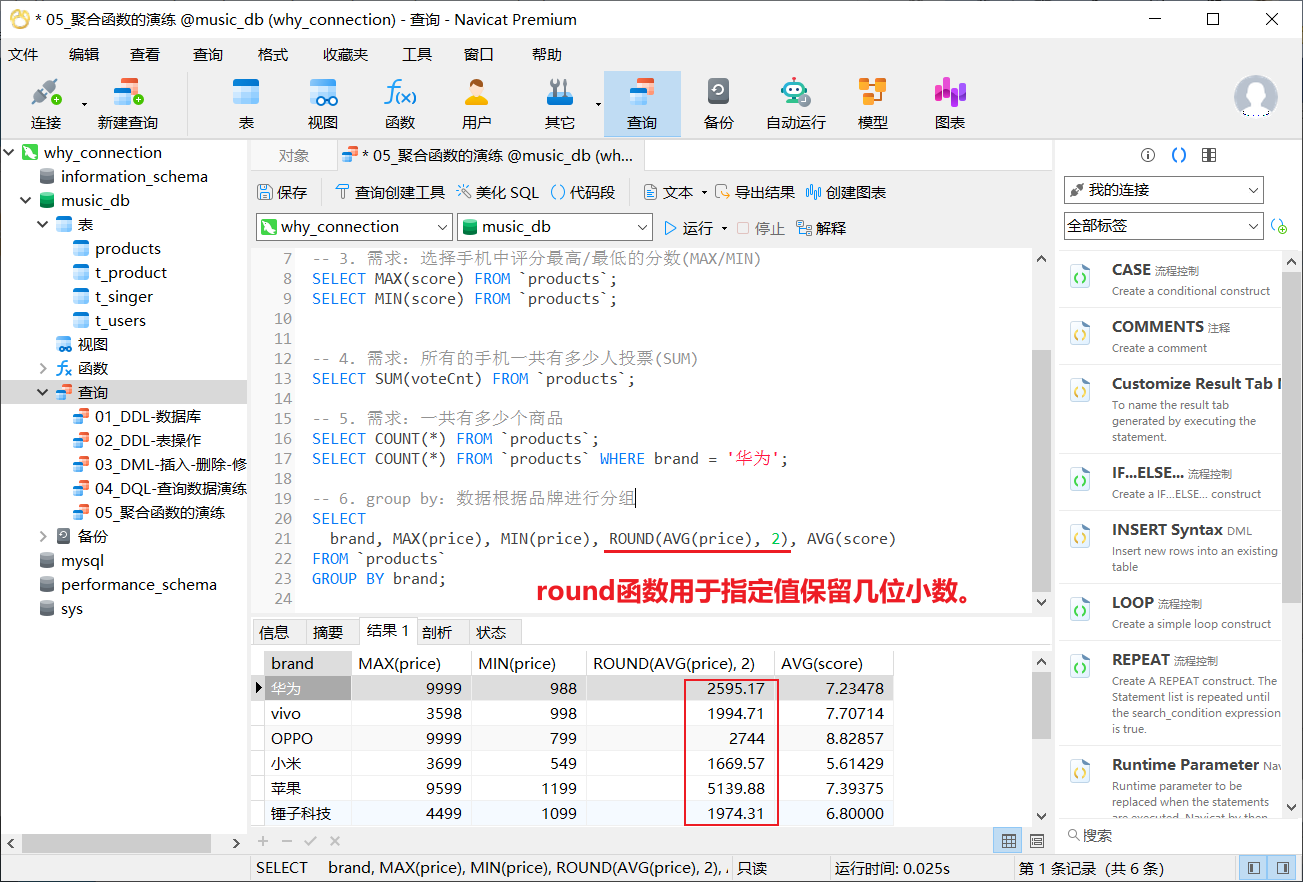 * 05_聚合函数的演练 @music_db (why_connection) - 查询 - Navicat Premium
文件 编辑 查看 查询 格式 收藏夹 工具 窗口 帮助
连接 新建查询 表 视图 函数 用户 其它 查询 备份 自动运行 模型 图表
why_connection
information_schema
music_db
表
products
t_product
t_singer
t_users
视图
函数
查询
01_DDL-数据库
02_DDL-表操作
03_DML-插入-删除-修
04_DQL-查询数据演练
05_聚合函数的演练
备份
mysql
performance_schema
sys
对象 * 05_聚合函数的演练 @music_db (wh...
保存 查询创建工具 美化 SQL () 代码段 文本 导出结果 创建图表
why_connection music_db 运行 停止 解释
7 -- 3. 需求：选择手机中评分最高/最低的分数(MAX/MIN)
8 SELECT MAX(score) FROM `products`;
9 SELECT MIN(score) FROM `products`;
10
11
12 -- 4. 需求：所有的手机一共有多少人投票(SUM)
13 SELECT SUM(voteCnt) FROM `products`;
14
15 -- 5. 需求：一共有多少个商品
16 SELECT COUNT(*) FROM `products`;
17 SELECT COUNT(*) FROM `products` WHERE brand = '华为';
18
19 -- 6. group by：数据根据品牌进行分组
20 SELECT
21 brand, MAX(price), MIN(price), ROUND(AVG(price), 2), AVG(score)
22 FROM `products`
23 GROUP BY brand;
24
round函数用于指定值保留几位小数。
信息 摘要 结果 1 剖析 状态
brand MAX(price) MIN(price) ROUND(AVG(price), 2) AVG(score)
华为 9999 988 2595.17 7.23478
vivo 3598 998 1994.71 7.70714
OPPO 9999 799 2744 8.82857
小米 3699 549 1669.57 5.61429
苹果 9599 1199 5139.88 7.39375
锤子科技 4499 1099 1974.31 6.80000
SELECT brand, MAX(price), MIN(price), ROUND(AVG(price), 2), 只读 运行时间: 0.025s 第 1 条记录 (共 6 条)
我的连接
全部标签
CASE 流程控制
Create a conditional construct
COMMENTS 注释
Create a comment
Customize Result Tab N
To name the result tab
generated by executing the
statement.
IF...ELSE... 流程控制
Create a IF...ELSE... construct
INSERT Syntax DML
Insert new rows into an existing
table
LOOP 流程控制
Create a simple loop construct
REPEAT 流程控制
Create A REPEAT construct. The
Statement list is repeated until
the search_condition expression
is true.
Runtime Parameter Nav
Runtime parameter to be
replaced when the statements
are executed. Navicat by then
搜索